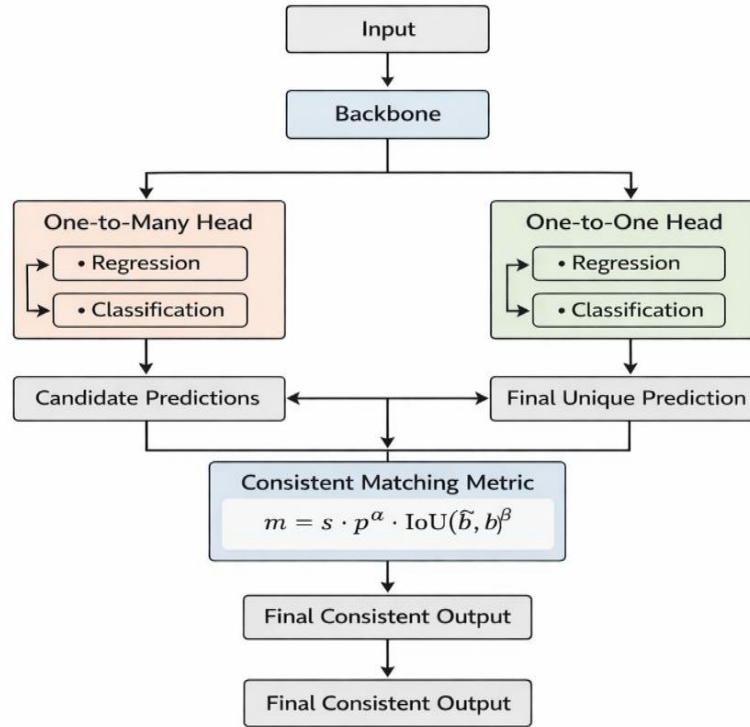 Input
Backbone
One-to-Many Head
• Regression
• Classification
One-to-One Head
• Regression
• Classification
Candidate Predictions
Final Unique Prediction
Consistent Matching Metric
m = s · p^α · IoU(b̃, b)^β
Final Consistent Output
Final Consistent Output